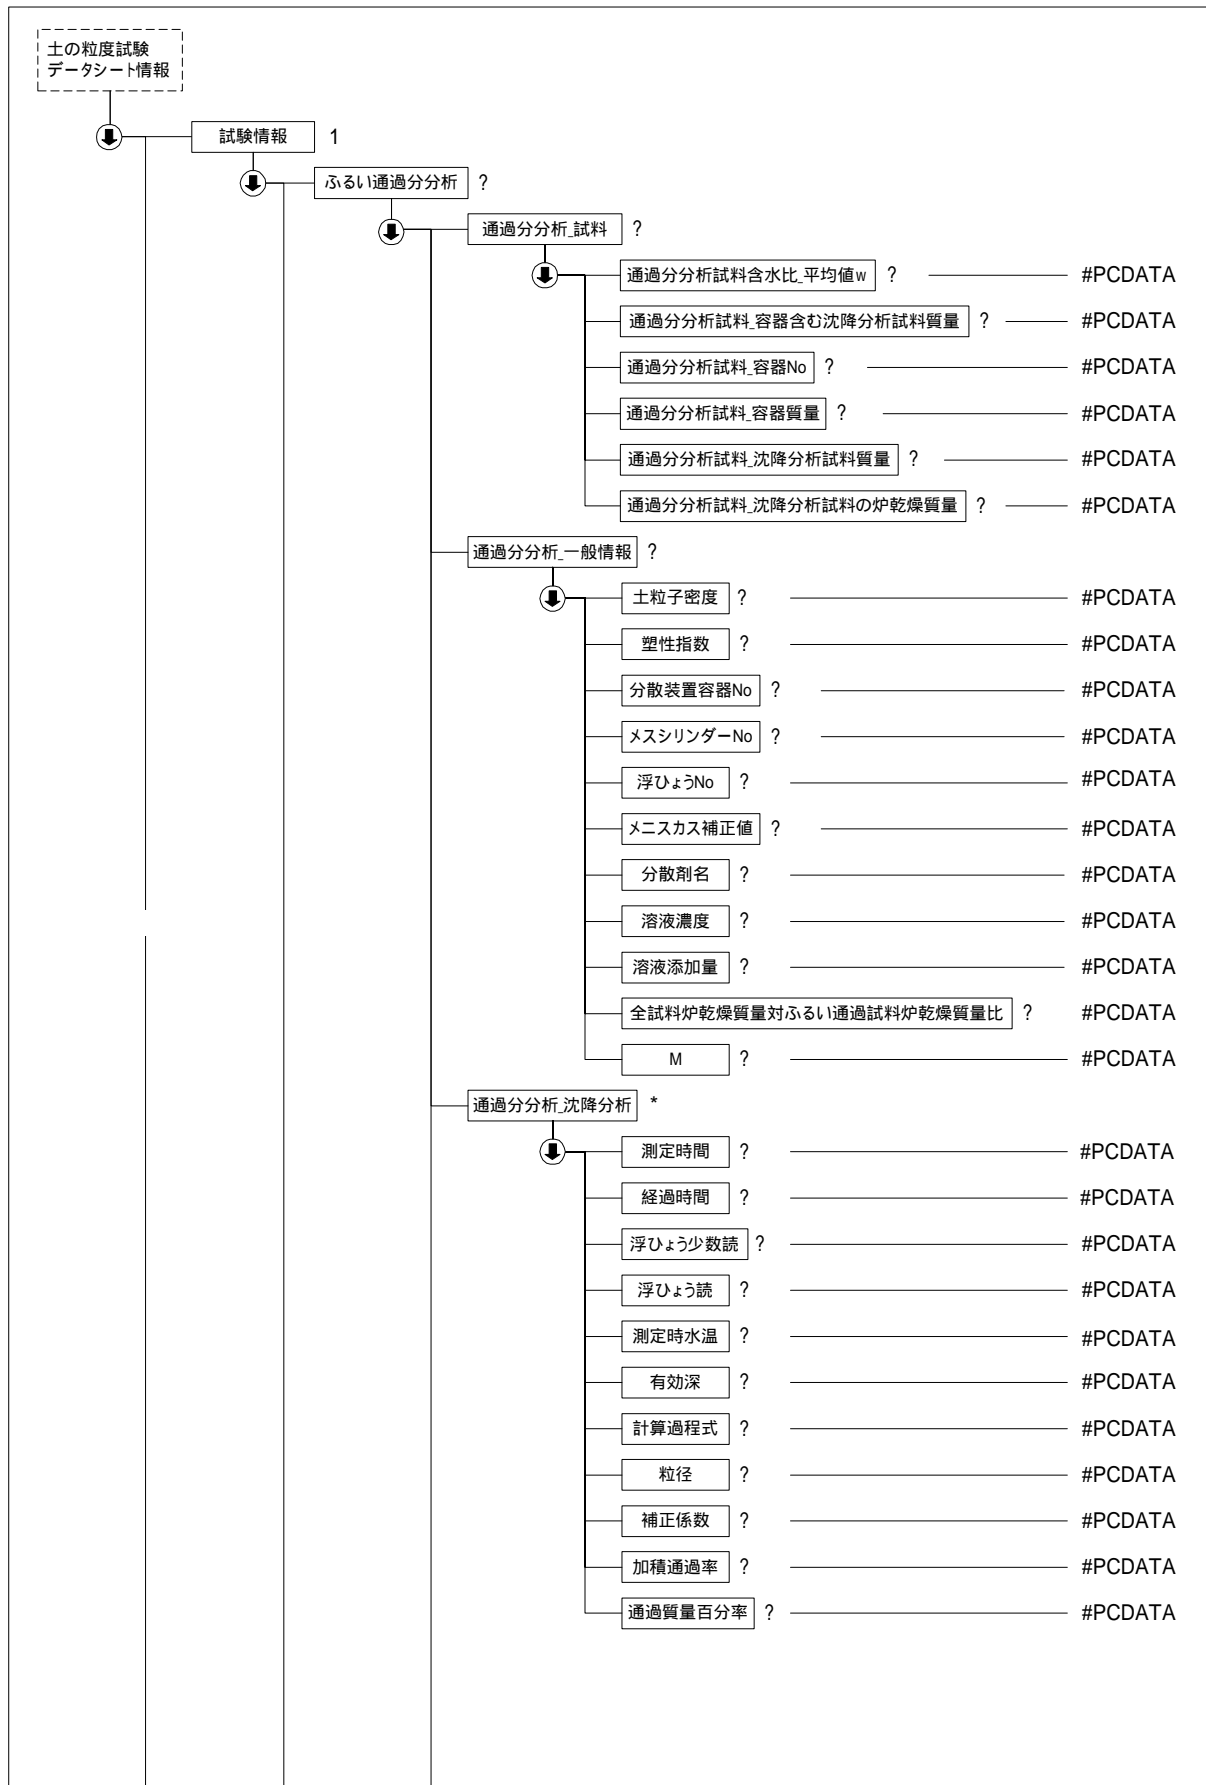 土の粒度試験
データシート情報
試験情報 1
ふるい通過分分析 ?
通過分分析_試料 ?
通過分分析試料含水比_平均値w ? #PCDATA
通過分分析試料_容器含む沈降分析試料質量 ? #PCDATA
通過分分析試料_容器No ? #PCDATA
通過分分析試料_容器質量 ? #PCDATA
通過分分析試料_沈降分析試料質量 ? #PCDATA
通過分分析試料_沈降分析試料の炉乾燥質量 ? #PCDATA
通過分分析_一般情報 ?
土粒子密度 ? #PCDATA
塑性指数 ? #PCDATA
分散装置容器No ? #PCDATA
メスシリンダーNo ? #PCDATA
浮ひょうNo ? #PCDATA
メニスカス補正値 ? #PCDATA
分散剤名 ? #PCDATA
溶液濃度 ? #PCDATA
溶液添加量 ? #PCDATA
全試料炉乾燥質量対ふるい通過試料炉乾燥質量比 ? #PCDATA
M ? #PCDATA
通過分分析_沈降分析 *
測定時間 ? #PCDATA
経過時間 ? #PCDATA
浮ひょう少数読 ? #PCDATA
浮ひょう読 ? #PCDATA
測定時水温 ? #PCDATA
有効深 ? #PCDATA
計算過程式 ? #PCDATA
粒径 ? #PCDATA
補正係数 ? #PCDATA
加積通過率 ? #PCDATA
通過質量百分率 ? #PCDATA